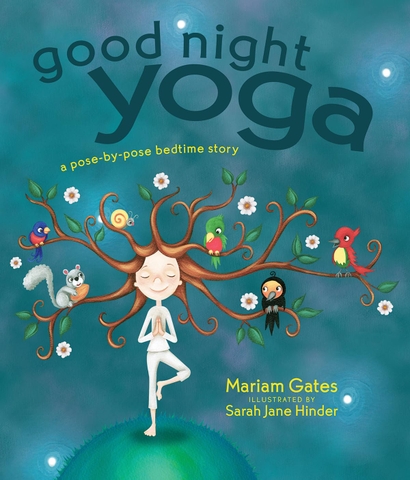 good night
yoga
a pose-by-pose bedtime story
Mariam Gates
ILLUSTRATED BY
Sarah Jane Hinder